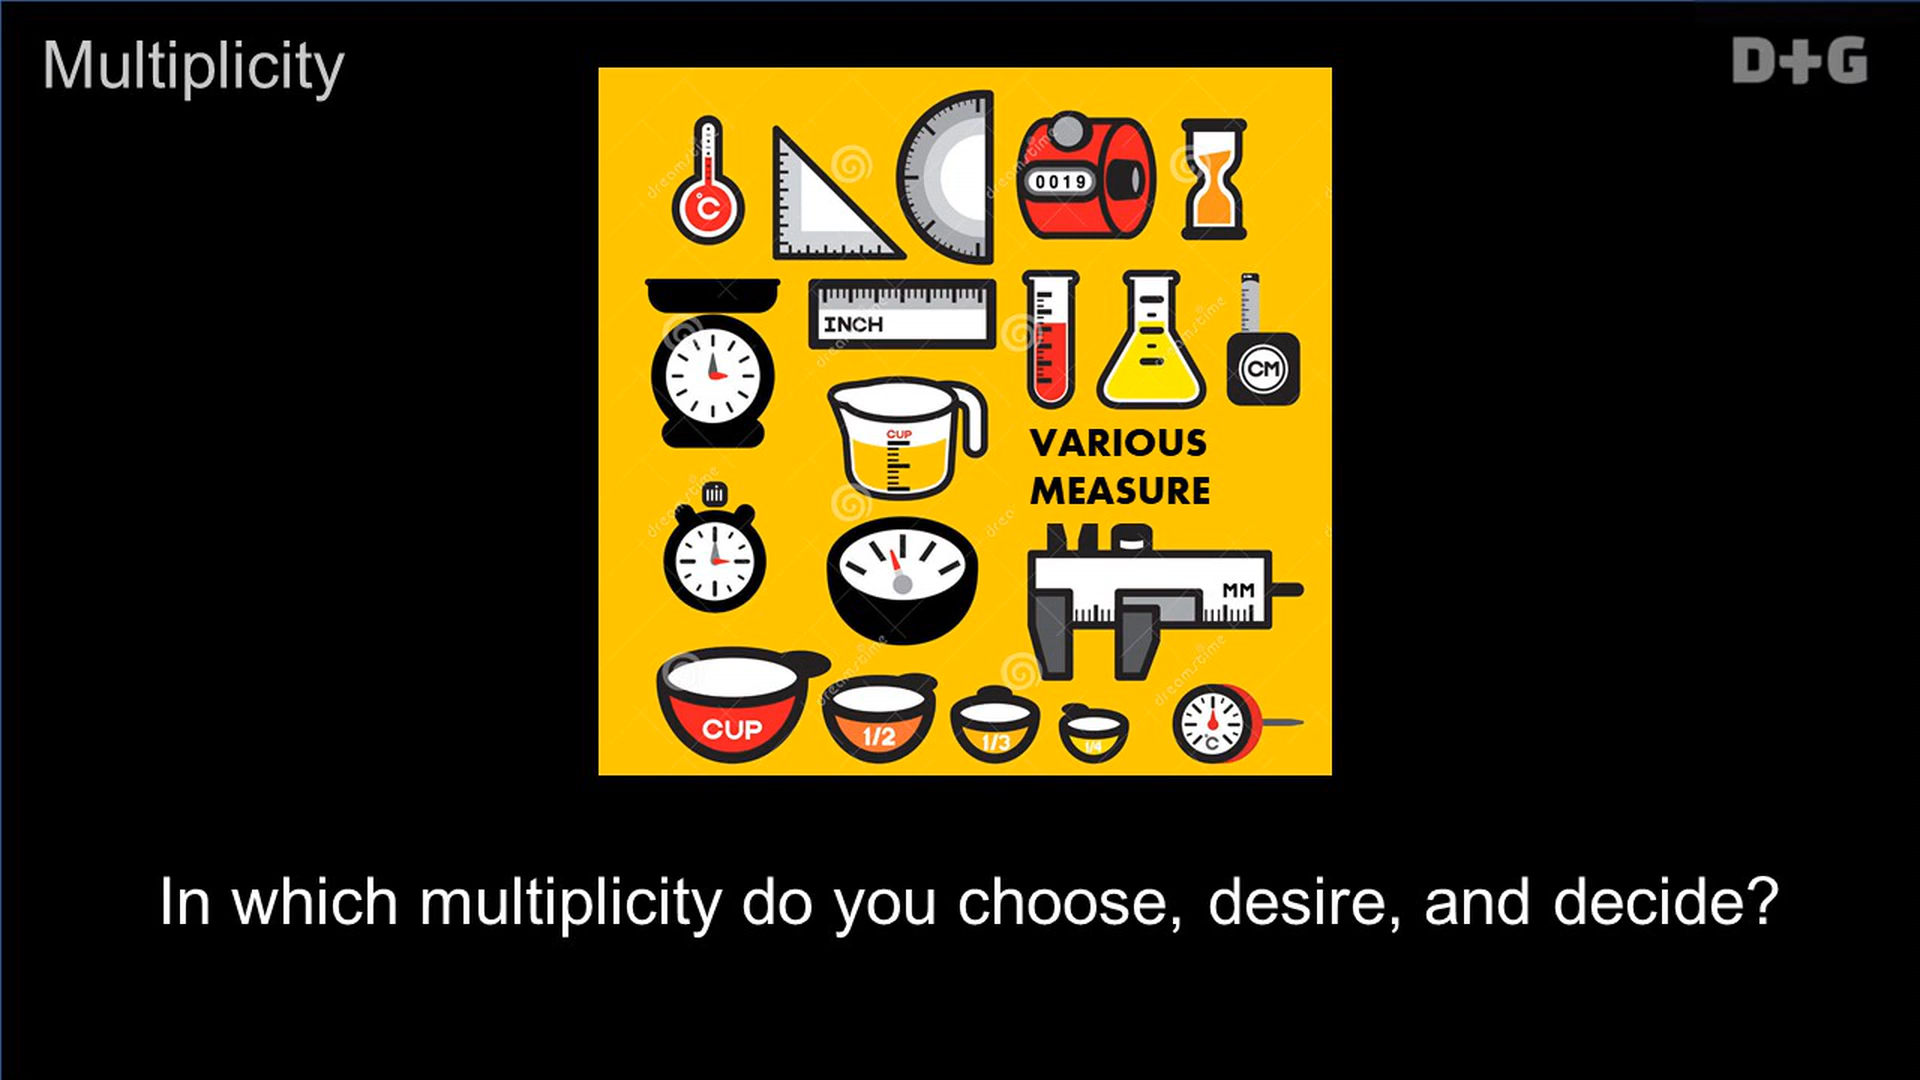 Multiplicity
D+G
°C
0019
INCH
CM
CUP
VARIOUS
MEASURE
MM
CUP
1/2
1/3
1/4
°C
In which multiplicity do you choose, desire, and decide?
dreamstime